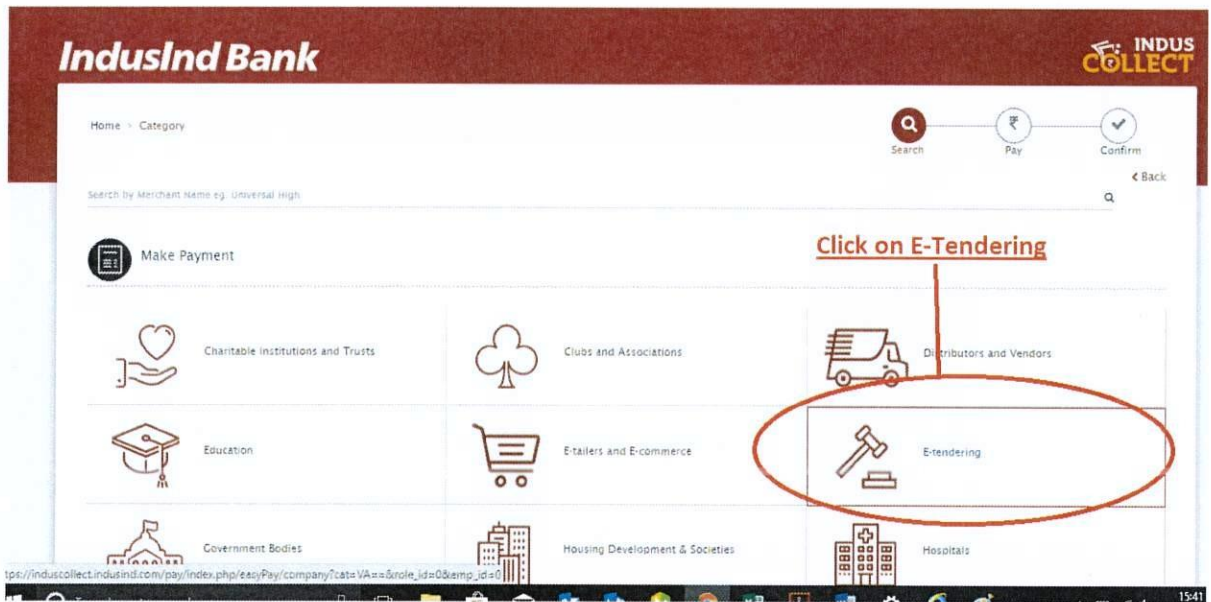 IndusInd Bank
INDUS
COLLECT
Home > Category
Search
Pay
Confirm
< Back
Search by Merchant Name eg. Universal High
Make Payment
Click on E-Tendering
Charitable Institutions and Trusts
Clubs and Associations
Distributors and Vendors
Education
E-tailers and E-commerce
E-tendering
Government Bodies
Housing Development & Societies
Hospitals
tps://induscollect.indusind.com/pay/index.php/easyPay/company?cat=VA==&role_id=0&emp_id=0
15:41